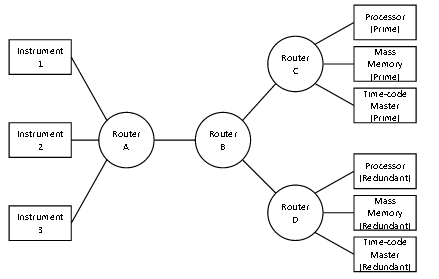 Instrument
1
Instrument
2
Instrument
3
Router
A
Router
B
Router
C
Router
D
Processor
(Prime)
Mass
Memory
(Prime)
Time-code
Master
(Prime)
Processor
(Redundant)
Mass
Memory
(Redundant)
Time-code
Master
(Redundant)